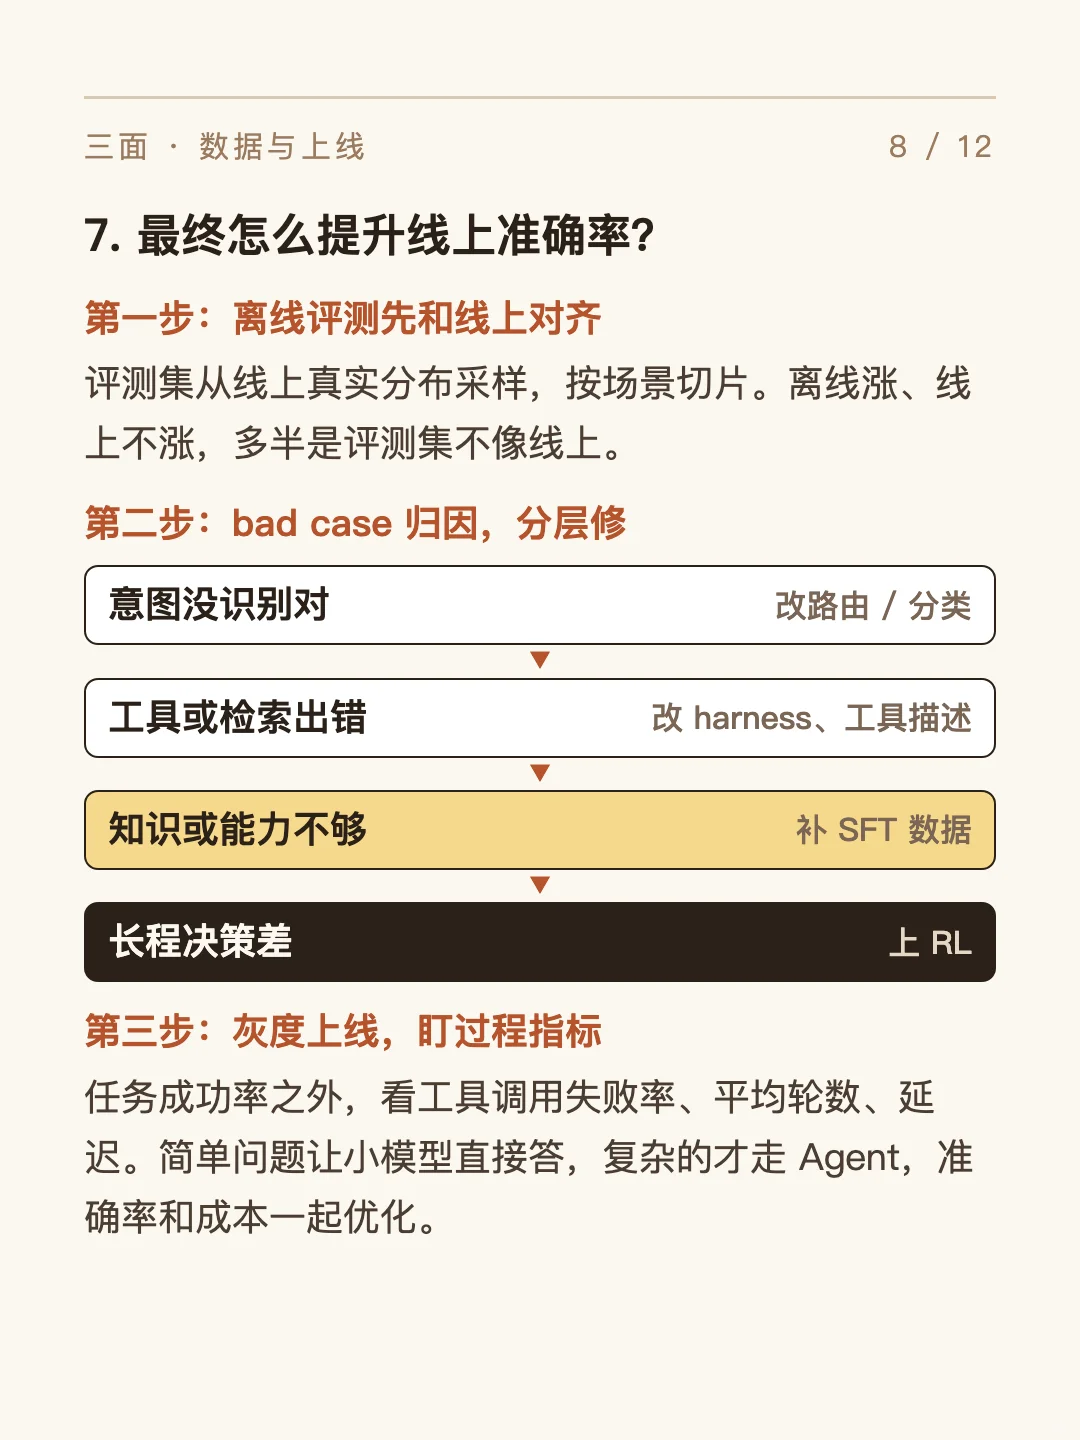 三面 · 数据与上线
8 / 12
7. 最终怎么提升线上准确率？
第一步：离线评测先和线上对齐
评测集从线上真实分布采样，按场景切片。离线涨、线
上不涨，多半是评测集不像线上。
第二步：bad case 归因，分层修
意图没识别对
改路由 / 分类
工具或检索出错
改 harness、工具描述
知识或能力不够
补 SFT 数据
长程决策差
上 RL
第三步：灰度上线，盯过程指标
任务成功率之外，看工具调用失败率、平均轮数、延
迟。简单问题让小模型直接答，复杂的才走 Agent，准
确率和成本一起优化。